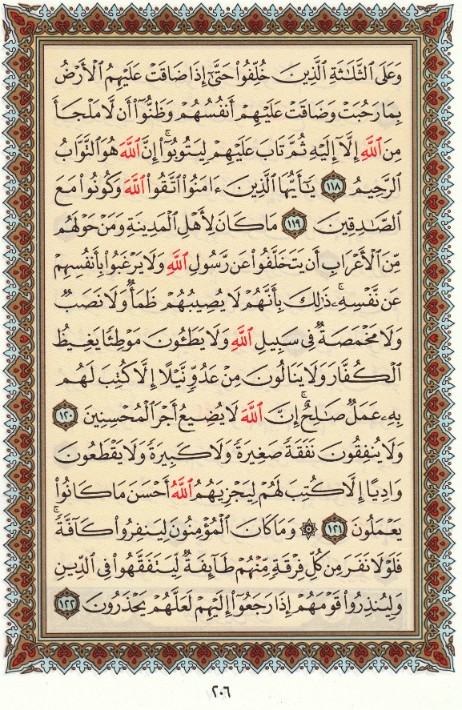 وَعَلَى ٱلثَّلَٰثَةِ ٱلَّذِينَ خُلِّفُوا۟ حَتَّىٰٓ إِذَا ضَاقَتْ عَلَيْهِمُ ٱلْأَرْضُ
بِمَا رَحُبَتْ وَضَاقَتْ عَلَيْهِمْ أَنفُسُهُمْ وَظَنُّوٓا۟ أَن لَّا مَلْجَأَ
مِنَ ٱللَّهِ إِلَّآ إِلَيْهِ ثُمَّ تَابَ عَلَيْهِمْ لِيَتُوبُوٓا۟ ۚ إِنَّ ٱللَّهَ هُوَ ٱلتَّوَّابُ
ٱلرَّحِيمُ ١١٨ يَٰٓأَيُّهَا ٱلَّذِينَ ءَامَنُوا۟ ٱتَّقُوا۟ ٱللَّهَ وَكُونُوا۟ مَعَ
ٱلصَّٰدِقِينَ ١١٩ مَا كَانَ لِأَهْلِ ٱلْمَدِينَةِ وَمَنْ حَوْلَهُم
مِّنَ ٱلْأَعْرَابِ أَن يَتَخَلَّفُوا۟ عَن رَّسُولِ ٱللَّهِ وَلَا يَرْغَبُوا۟ بِأَنفُسِهِمْ
عَن نَّفْسِهِۦ ۚ ذَٰلِكَ بِأَنَّهُمْ لَا يُصِيبُهُمْ ظَمَأٌ وَلَا نَصَبٌ
وَلَا مَخْمَصَةٌ فِى سَبِيلِ ٱللَّهِ وَلَا يَطَـُٔونَ مَوْطِئًا يَغِيظُ
ٱلْكُفَّارَ وَلَا يَنَالُونَ مِنْ عَدُوٍّ نَّيْلًا إِلَّا كُتِبَ لَهُم
بِهِۦ عَمَلٌ صَٰلِحٌ ۚ إِنَّ ٱللَّهَ لَا يُضِيعُ أَجْرَ ٱلْمُحْسِنِينَ ١٢٠
وَلَا يُنفِقُونَ نَفَقَةً صَغِيرَةً وَلَا كَبِيرَةً وَلَا يَقْطَعُونَ
وَادِيًا إِلَّا كُتِبَ لَهُمْ لِيَجْزِيَهُمُ ٱللَّهُ أَحْسَنَ مَا كَانُوا۟
يَعْمَلُونَ ١٢١ ۞ وَمَا كَانَ ٱلْمُؤْمِنُونَ لِيَنفِرُوا۟ كَآفَّةً ۚ
فَلَوْلَا نَفَرَ مِن كُلِّ فِرْقَةٍ مِّنْهُمْ طَآئِفَةٌ لِّيَتَفَقَّهُوا۟ فِى ٱلدِّينِ
وَلِيُنذِرُوا۟ قَوْمَهُمْ إِذَا رَجَعُوٓا۟ إِلَيْهِمْ لَعَلَّهُمْ يَحْذَرُونَ ١٢٢
٢٠٦